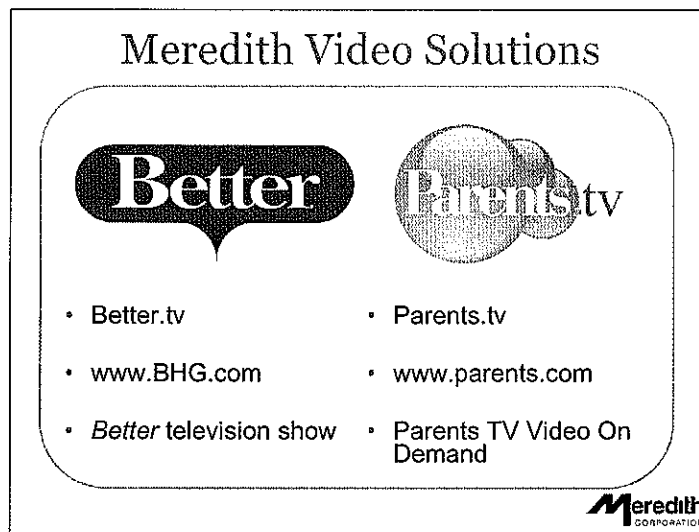 Meredith Video Solutions
Better
Parents.tv
• Better.tv
• www.BHG.com
• Better television show
• Parents.tv
• www.parents.com
• Parents TV Video On
Demand
Meredith
CORPORATION